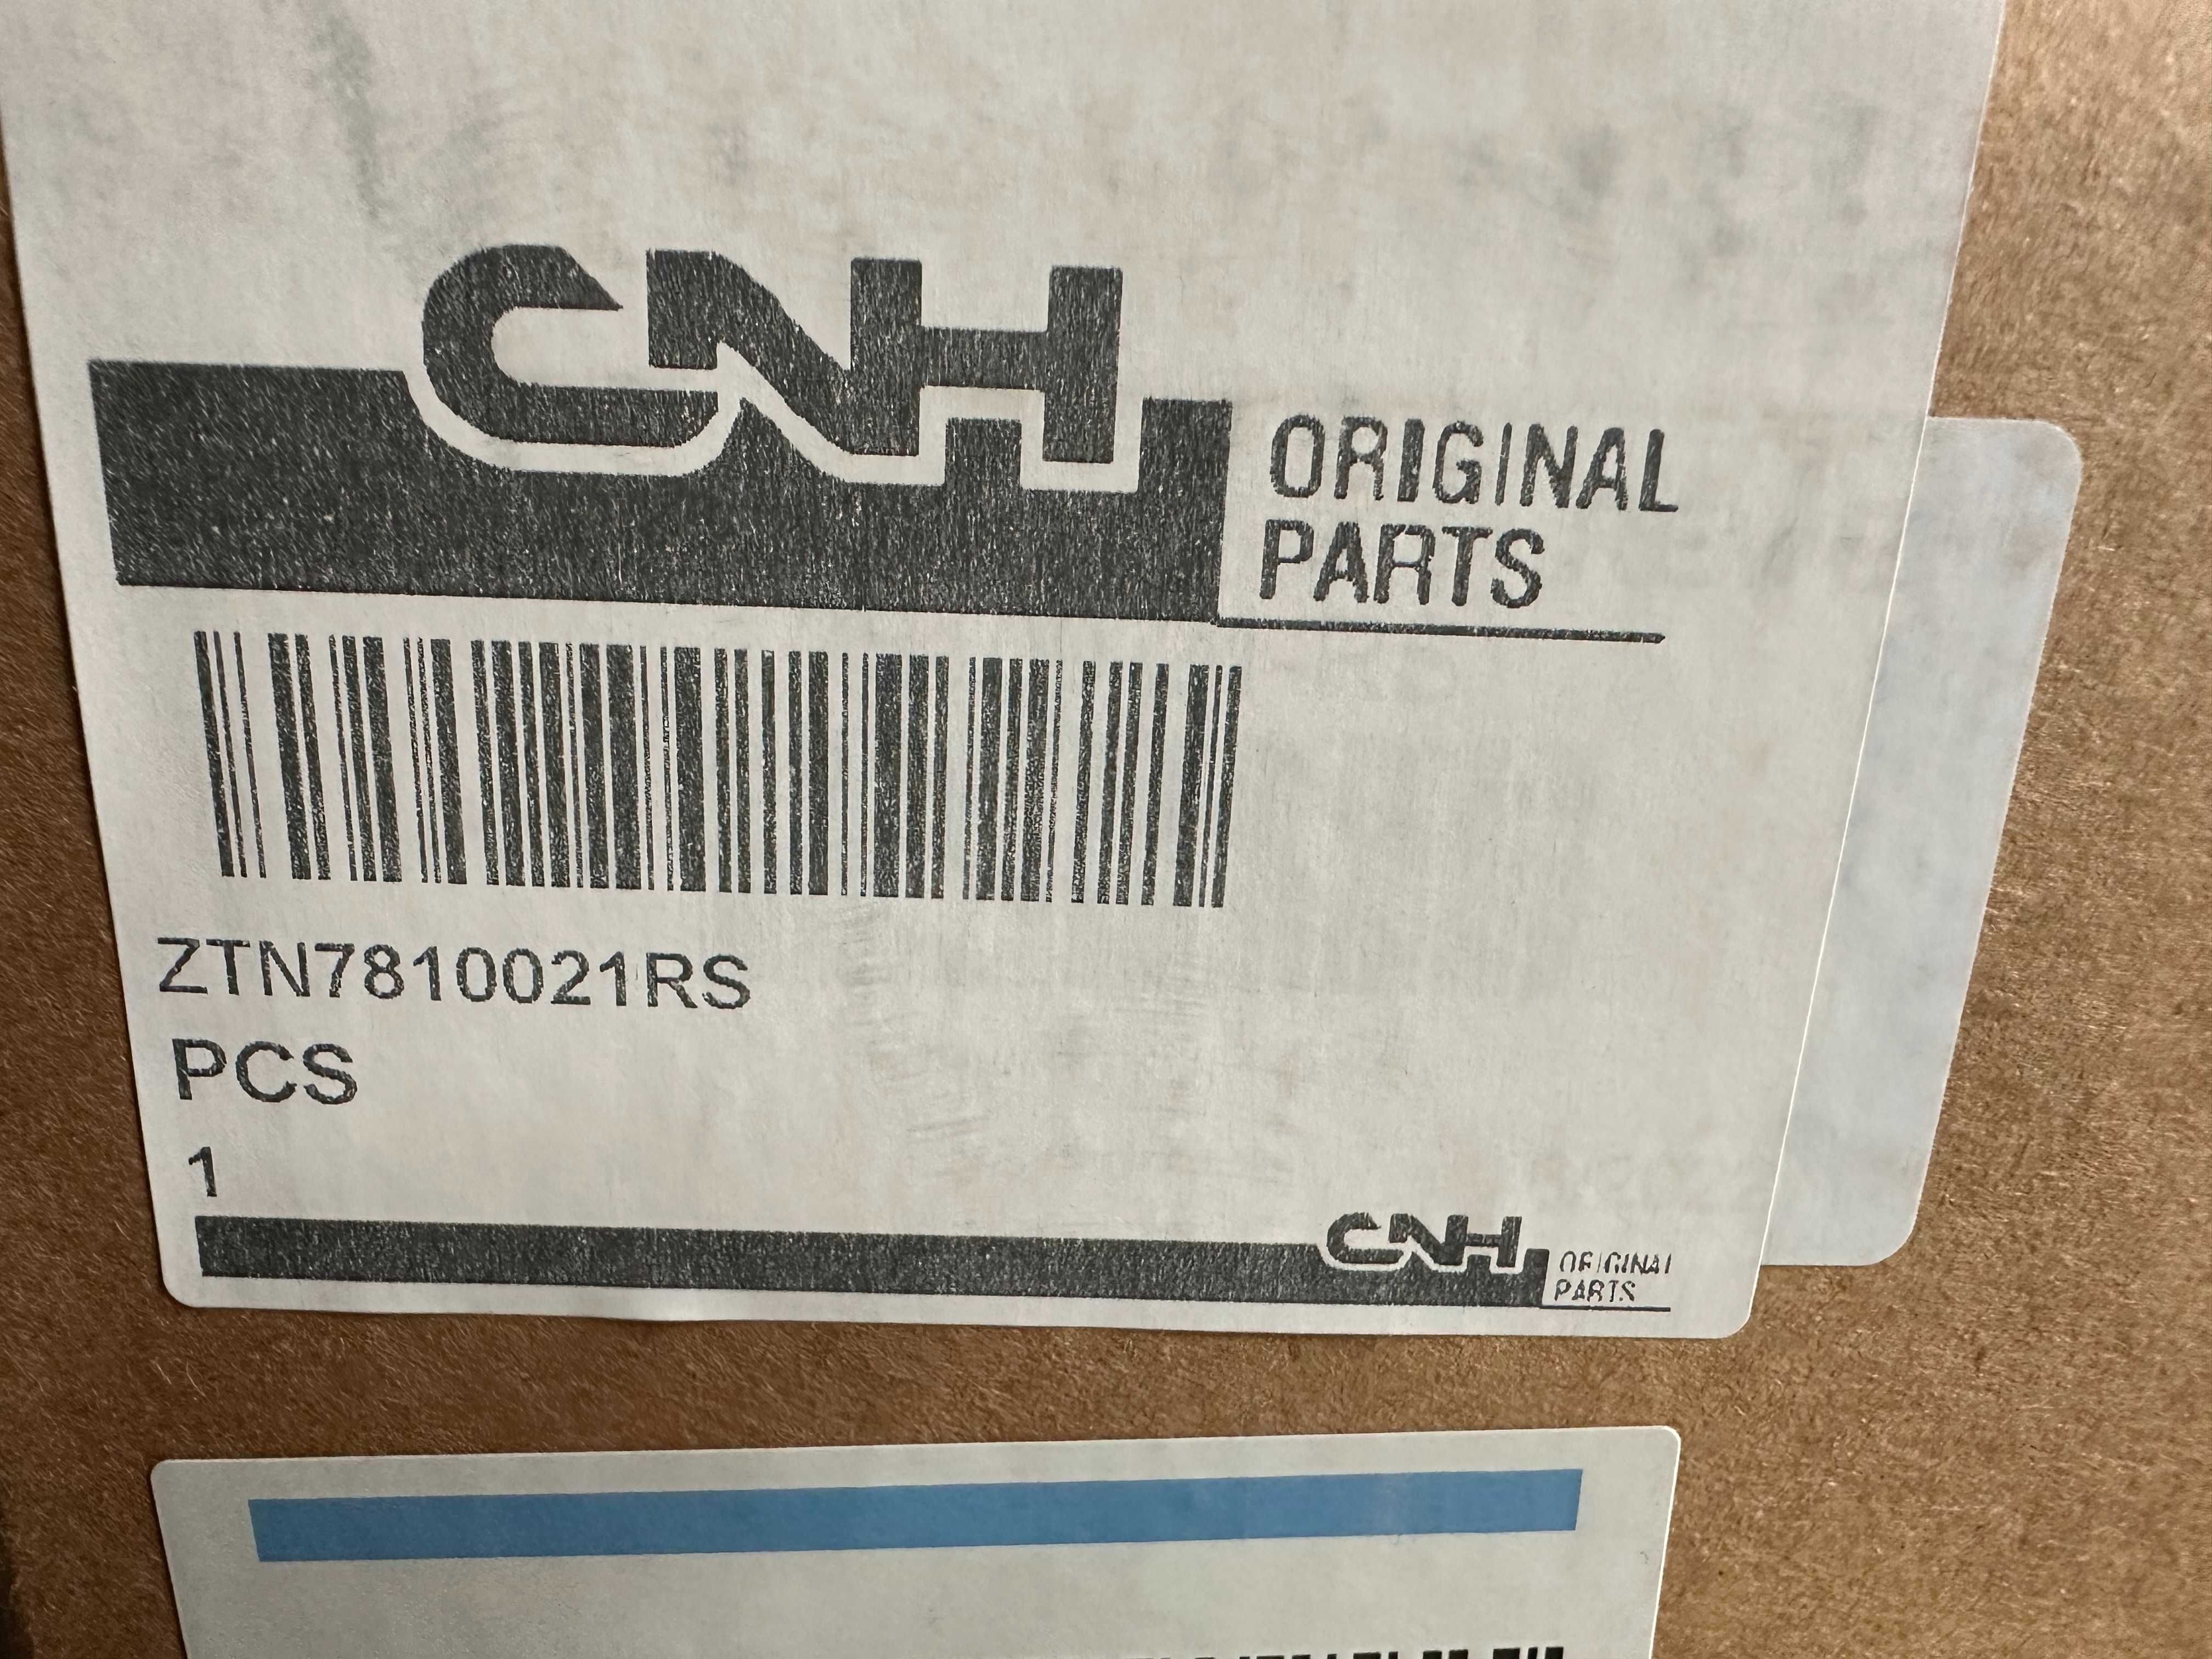 CNH ORIGINAL
PARTS
ZTN7810021RS
PCS
1
CNH ORIGINAL
PARTS